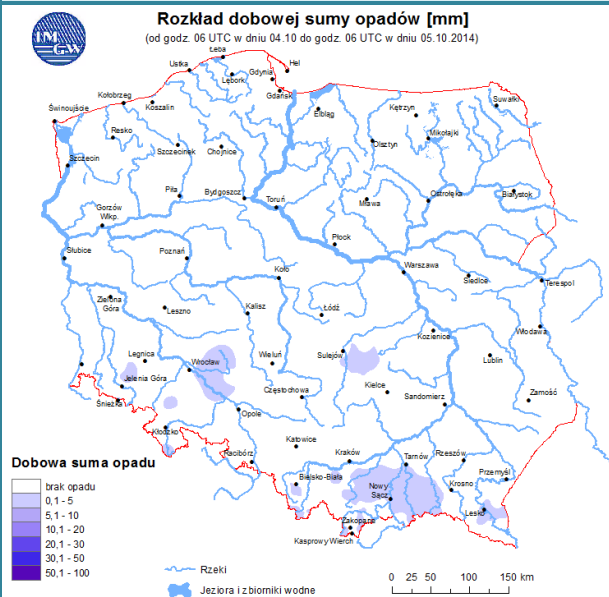 IM
GW
Rozkład dobowej sumy opadów [mm]
(od godz. 06 UTC w dniu 04.10 do godz. 06 UTC w dniu 05.10.2014)
Łeba
Hel
Ustka
Gdynia
Lębork
Gdańsk
Suwałki
Kołobrzeg
Koszalin
Elbląg
Kętrzyn
Świnoujście
Resko
Mikołajki
Szczecinek
Chojnice
Olsztyn
Szczecin
Piła
Bydgoszcz
Toruń
Mława
Ostrołęka
Białystok
Gorzów
Wlkp.
Płock
Słubice
Poznań
Koło
Warszawa
Siedlce
Terespol
Zielona
Góra
Leszno
Kalisz
Łódź
Kozienice
Włodawa
Legnica
Wrocław
Wieluń
Sulejów
Lublin
Jelenia Góra
Kielce
Częstochowa
Sandomierz
Zamość
Śnieżka
Opole
Kłodzko
Katowice
Racibórz
Kraków
Tarnów
Rzeszów
Przemyśl
Bielsko-Biała
Nowy
Sącz
Krosno
Lesko
Zakopane
Kasprowy Wierch
Dobowa suma opadu
brak opadu
0,1 - 5
5,1 - 10
10,1 - 20
20,1 - 30
30,1 - 50
50,1 - 100
Rzeki
Jeziora i zbiorniki wodne
0 25 50 100 150 km